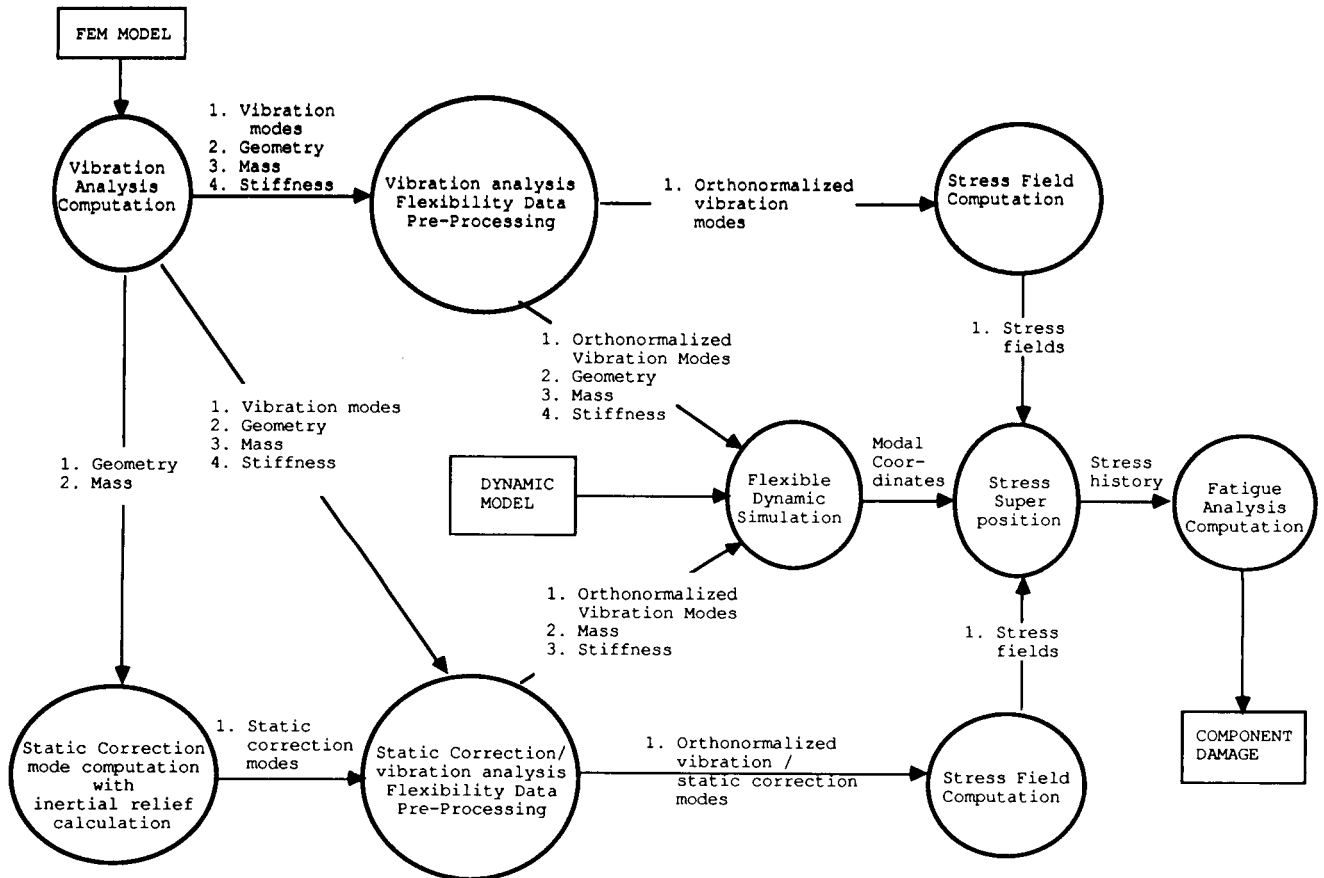 FEM MODEL
Vibration
Analysis
Computation
1. Vibration
modes
2. Geometry
3. Mass
4. Stiffness
Vibration analysis
Flexibility Data
Pre-Processing
1. Orthonormalized
vibration
modes
Stress Field
Computation
1. Orthonormalized
Vibration Modes
2. Geometry
3. Mass
4. Stiffness
1. Stress
fields
1. Vibration modes
2. Geometry
3. Mass
4. Stiffness
1. Geometry
2. Mass
DYNAMIC
MODEL
Flexible
Dynamic
Simulation
Modal
Coor-
dinates
Stress
Super
position
Stress
history
Fatigue
Analysis
Computation
1. Orthonormalized
Vibration Modes
2. Mass
3. Stiffness
1. Stress
fields
Static Correction
mode computation
with
inertial relief
calculation
1. Static
correction
modes
Static Correction/
vibration analysis
Flexibility Data
Pre-Processing
1. Orthonormalized
vibration /
static correction
modes
Stress Field
Computation
COMPONENT
DAMAGE